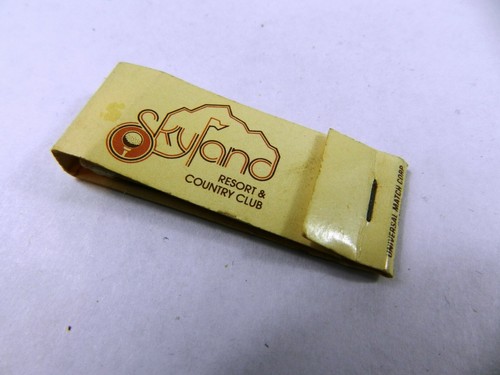 Skyland
RESORT &
COUNTRY CLUB
UNIVERSAL MATCH CORP.